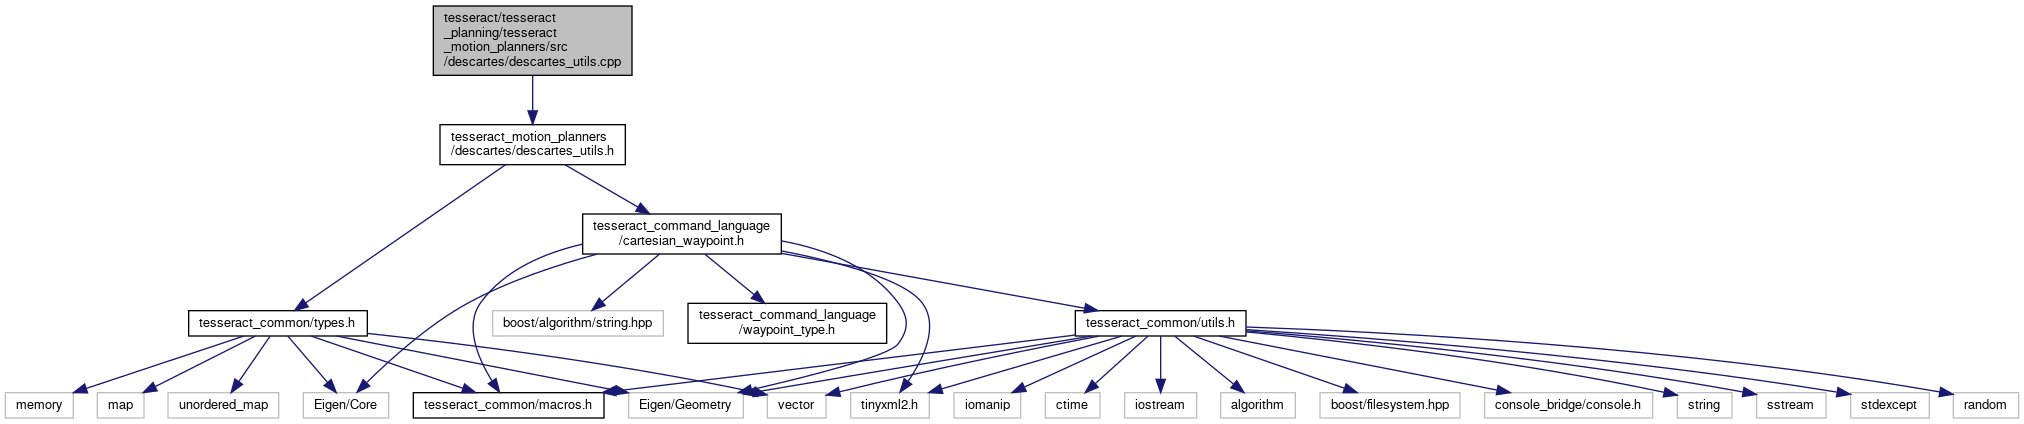 tesseract/tesseract
_planning/tesseract
_motion_planners/src
/descartes/descartes_utils.cpp
tesseract_motion_planners
/descartes/descartes_utils.h
tesseract_command_language
/cartesian_waypoint.h
tesseract_common/types.h
boost/algorithm/string.hpp
tesseract_command_language
/waypoint_type.h
tesseract_common/utils.h
memory
map
unordered_map
Eigen/Core
tesseract_common/macros.h
Eigen/Geometry
vector
tinyxml2.h
iomanip
ctime
iostream
algorithm
boost/filesystem.hpp
console_bridge/console.h
string
sstream
stdexcept
random